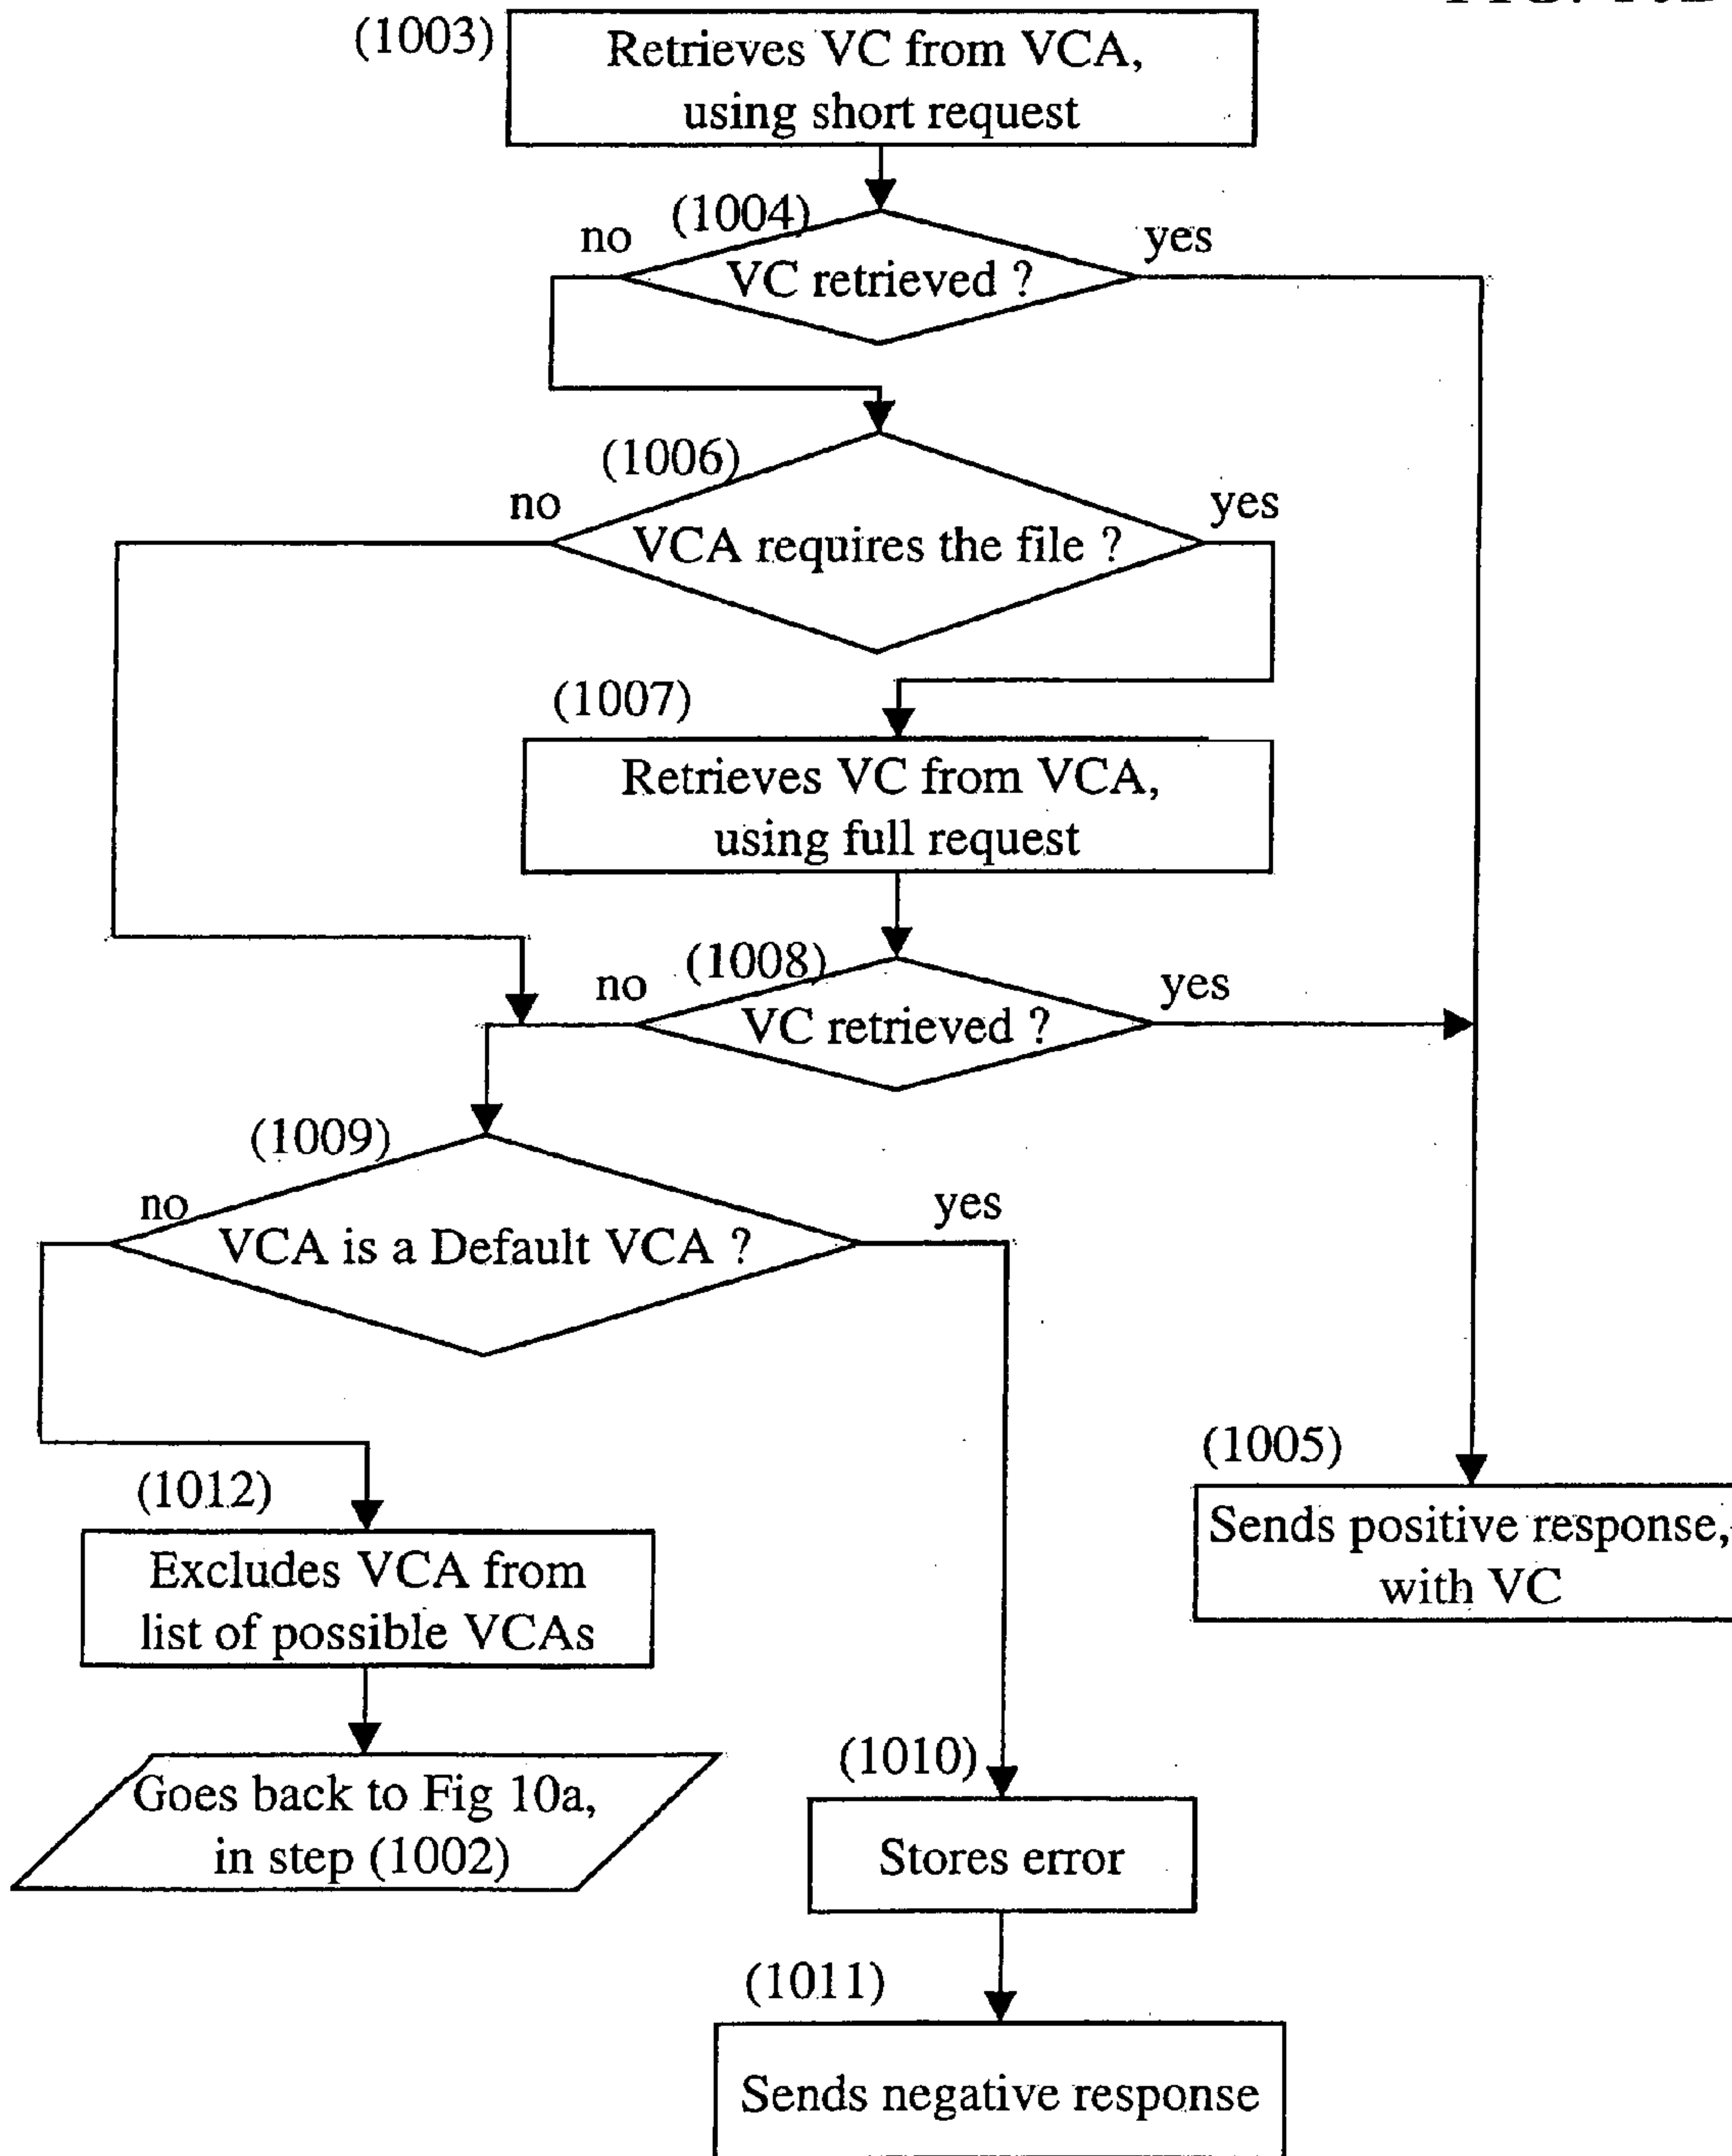 (1003)
Retrieves VC from VCA,
using short request
(1004)
no
yes
VC retrieved ?
(1006)
no
yes
VCA requires the file ?
(1007)
Retrieves VC from VCA,
using full request
(1008)
no
yes
VC retrieved ?
(1009)
no
yes
VCA is a Default VCA ?
(1005)
Sends positive response,
with VC
(1012)
Excludes VCA from
list of possible VCAs
Goes back to Fig 10a,
in step (1002)
(1010)
Stores error
(1011)
Sends negative response